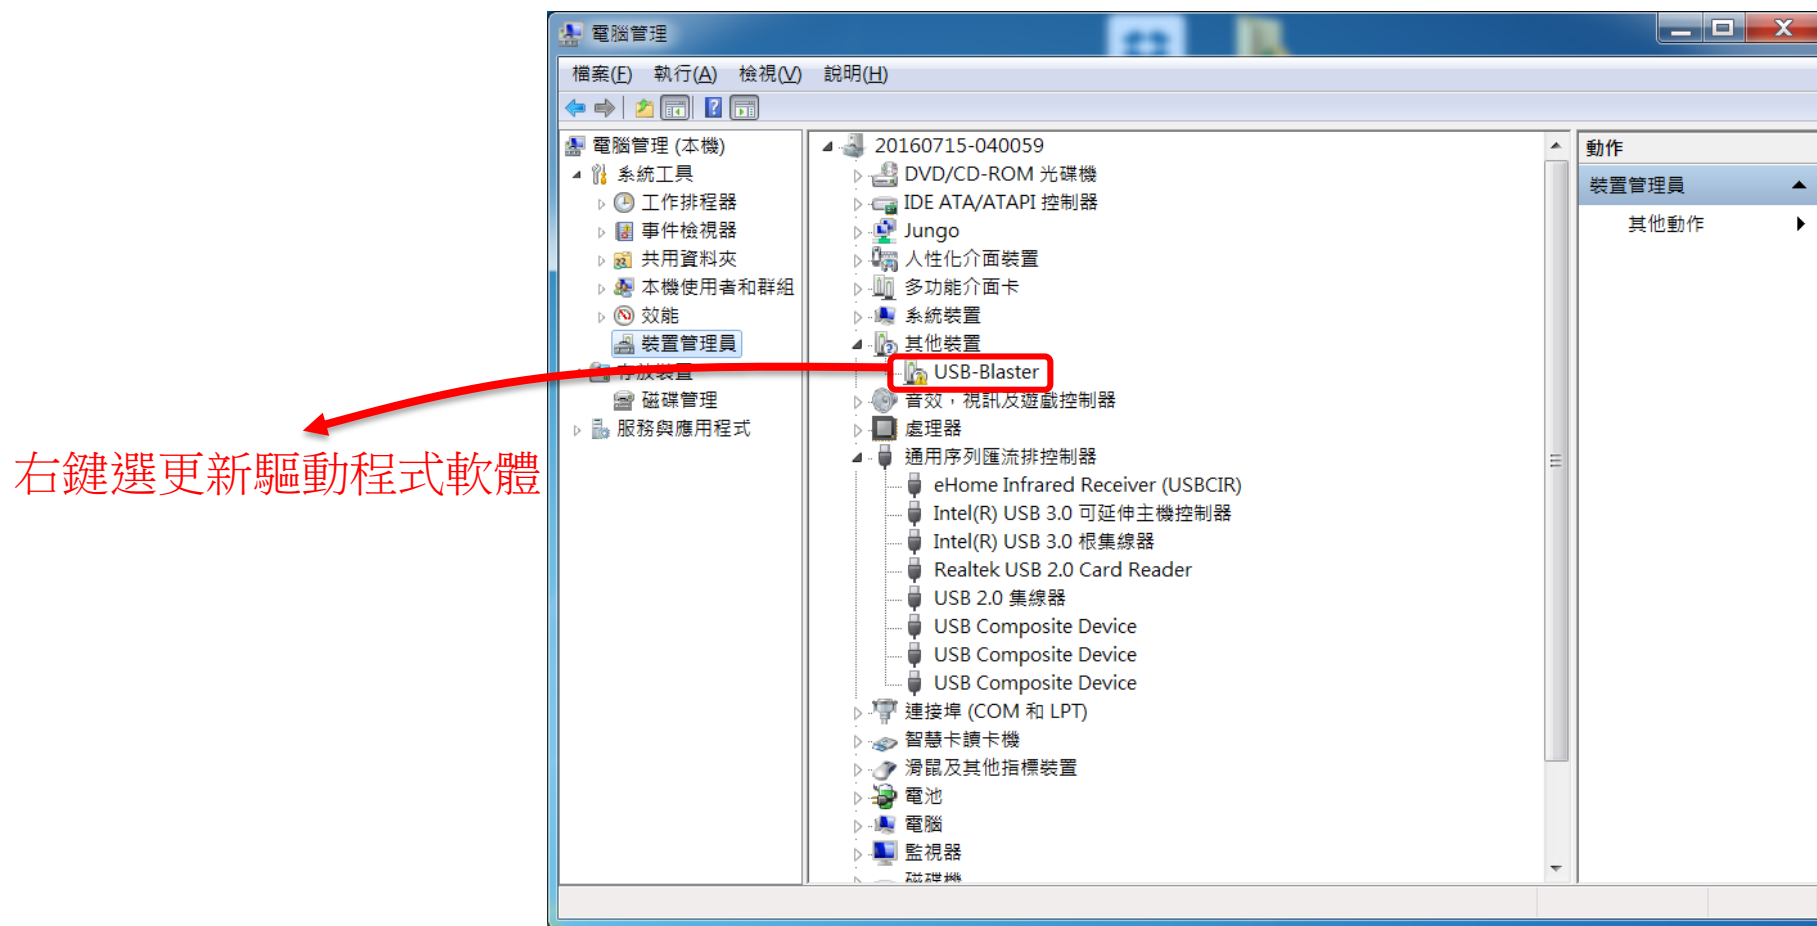 電腦管理
檔案(F) 執行(A) 檢視(V) 說明(H)
電腦管理 (本機)
系統工具
工作排程器
事件檢視器
共用資料夾
本機使用者和群組
效能
裝置管理員
存放裝置
磁碟管理
服務與應用程式
20160715-040059
DVD/CD-ROM 光碟機
IDE ATA/ATAPI 控制器
Jungo
人性化介面裝置
多功能介面卡
系統裝置
其他裝置
USB-Blaster
音效，視訊及遊戲控制器
處理器
通用序列匯流排控制器
eHome Infrared Receiver (USBCIR)
Intel(R) USB 3.0 可延伸主機控制器
Intel(R) USB 3.0 根集線器
Realtek USB 2.0 Card Reader
USB 2.0 集線器
USB Composite Device
USB Composite Device
USB Composite Device
連接埠 (COM 和 LPT)
智慧卡讀卡機
滑鼠及其他指標裝置
電池
電腦
監視器
磁碟機
動作
裝置管理員
其他動作
右鍵選更新驅動程式軟體